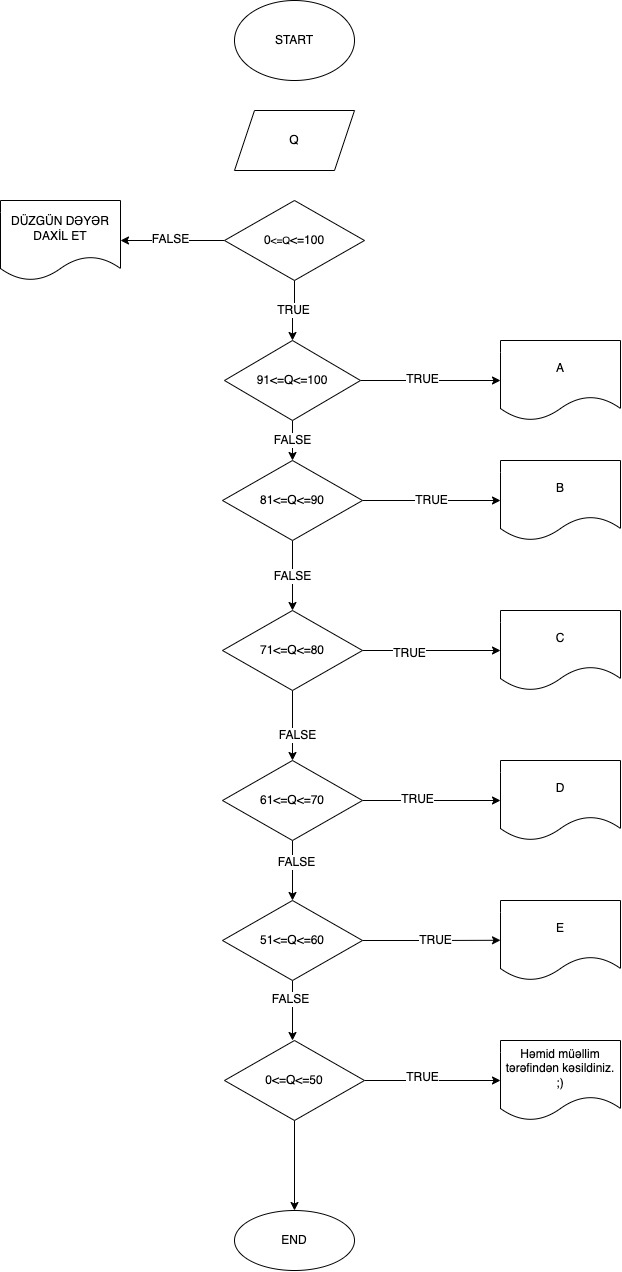 START
Q
DÜZGÜN DƏYƏR
DAXİL ET
FALSE
0<=Q<=100
TRUE
91<=Q<=100
TRUE
A
FALSE
81<=Q<=90
TRUE
B
FALSE
71<=Q<=80
TRUE
C
FALSE
61<=Q<=70
TRUE
D
FALSE
51<=Q<=60
TRUE
E
FALSE
0<=Q<=50
TRUE
Həmid müəllim
tərəfindən kəsildiniz.
;)
END